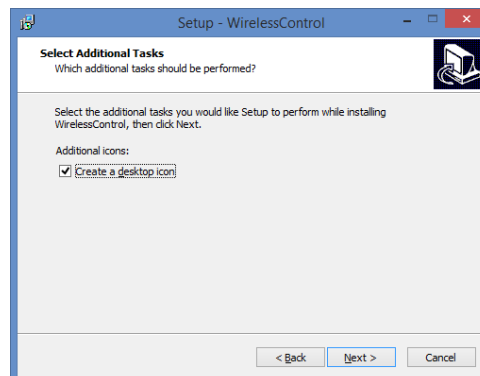 Setup - WirelessControl
Select Additional Tasks
Which additional tasks should be performed?
Select the additional tasks you would like Setup to perform while installing
WirelessControl, then click Next.
Additional icons:
Create a desktop icon
< Back
Next >
Cancel